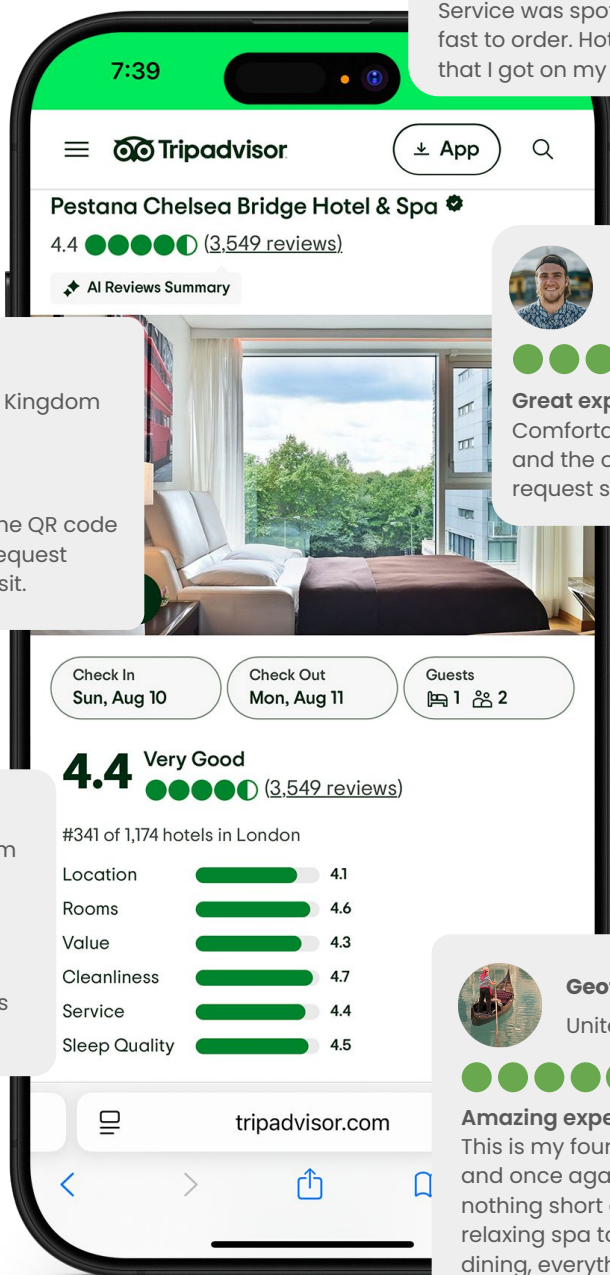 Service was spot
fast to order. Hot
that I got on my
7:39
Tripadvisor
App
Pestana Chelsea Bridge Hotel & Spa
4.4 (3,549 reviews)
AI Reviews Summary
Kingdom
ne QR code
equest
sit.
Great exp
Comforta
and the c
request s
Check In
Sun, Aug 10
Check Out
Mon, Aug 11
Guests
1 2
4.4 Very Good
(3,549 reviews)
#341 of 1,174 hotels in London
Location 4.1
Rooms 4.6
Value 4.3
Cleanliness 4.7
Service 4.4
Sleep Quality 4.5
m
s
tripadvisor.com
Geo
Unite
Amazing expe
This is my four
and once aga
nothing short
relaxing spa to
dining, everyth